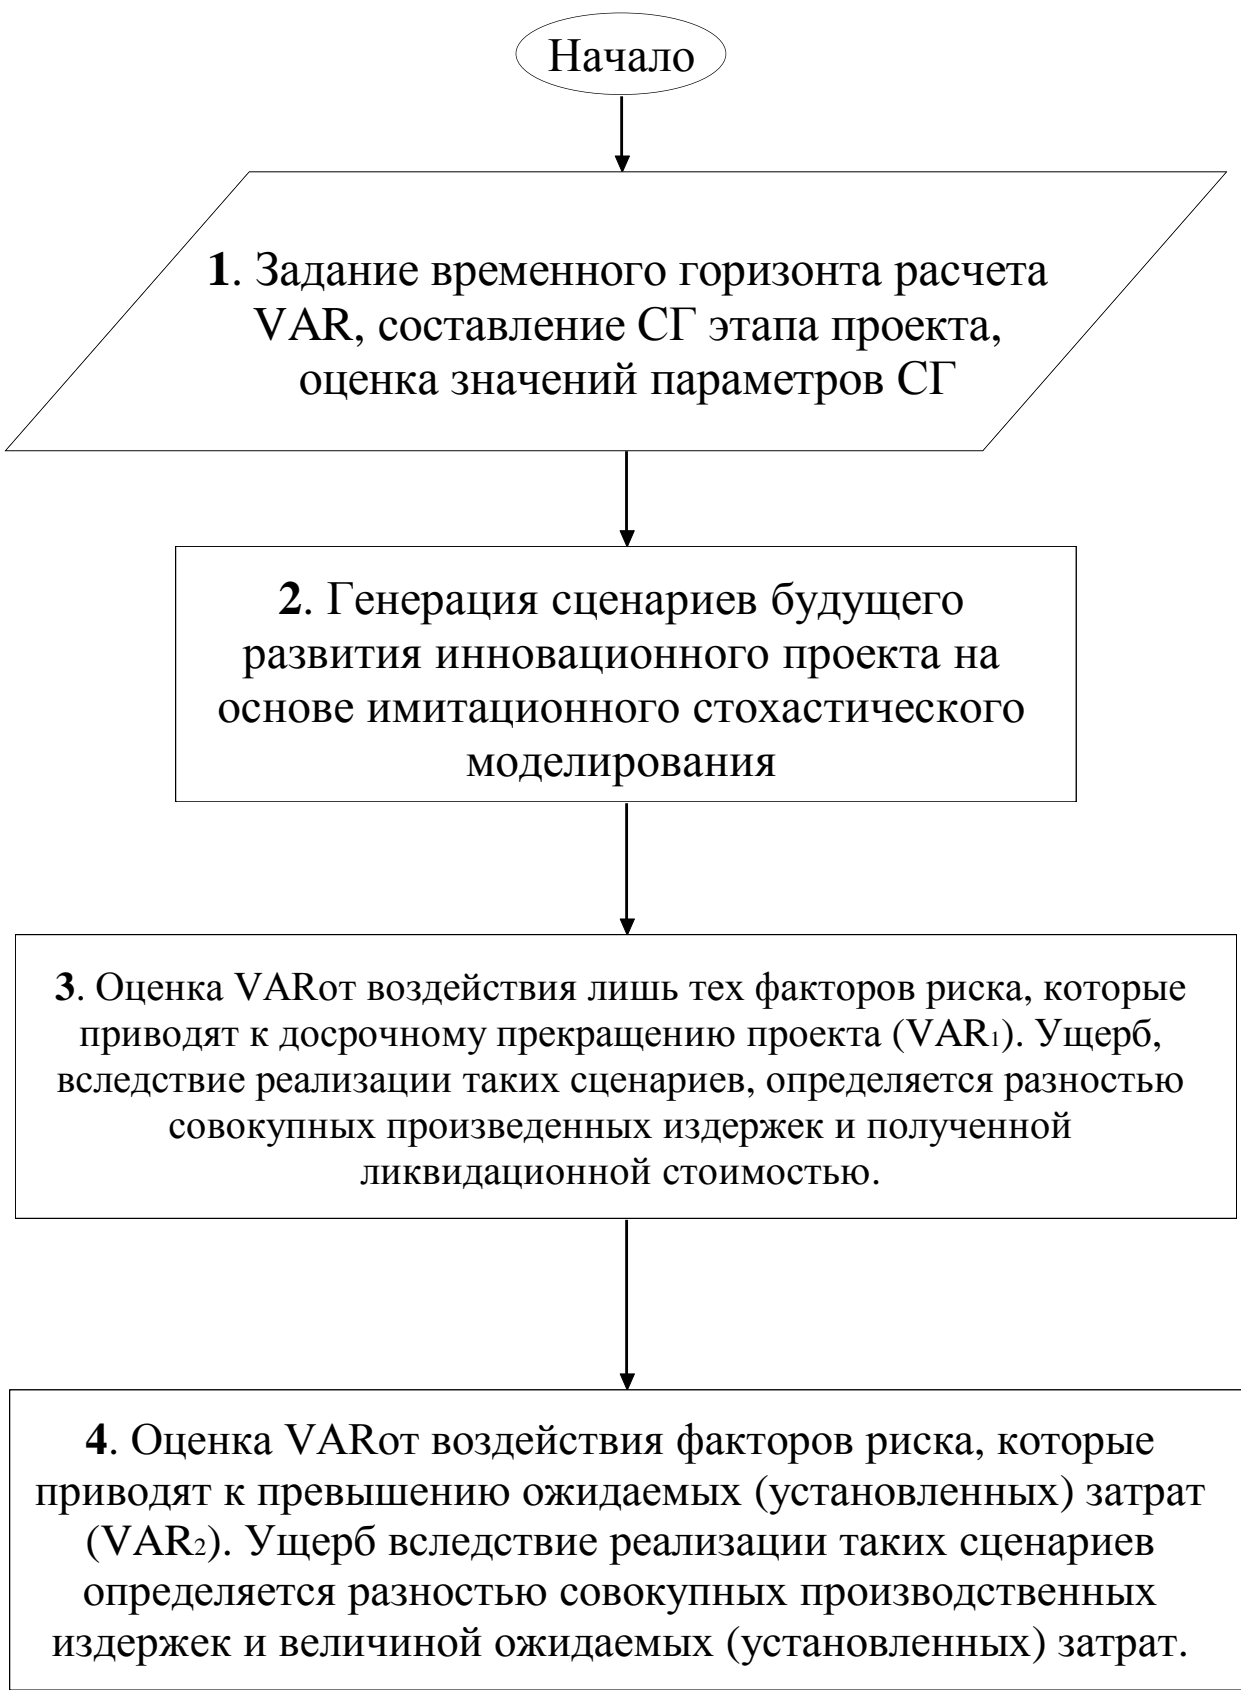 Начало
1. Задание временного горизонта расчета
VAR, составление СГ этапа проекта,
оценка значений параметров СГ
2. Генерация сценариев будущего
развития инновационного проекта на
основе имитационного стохастического
моделирования
3. Оценка VARот воздействия лишь тех факторов риска, которые
приводят к досрочному прекращению проекта (VAR₁). Ущерб,
вследствие реализации таких сценариев, определяется разностью
совокупных произведенных издержек и полученной
ликвидационной стоимостью.
4. Оценка VARот воздействия факторов риска, которые
приводят к превышению ожидаемых (установленных) затрат
(VAR₂). Ущерб вследствие реализации таких сценариев
определяется разностью совокупных производственных
издержек и величиной ожидаемых (установленных) затрат.